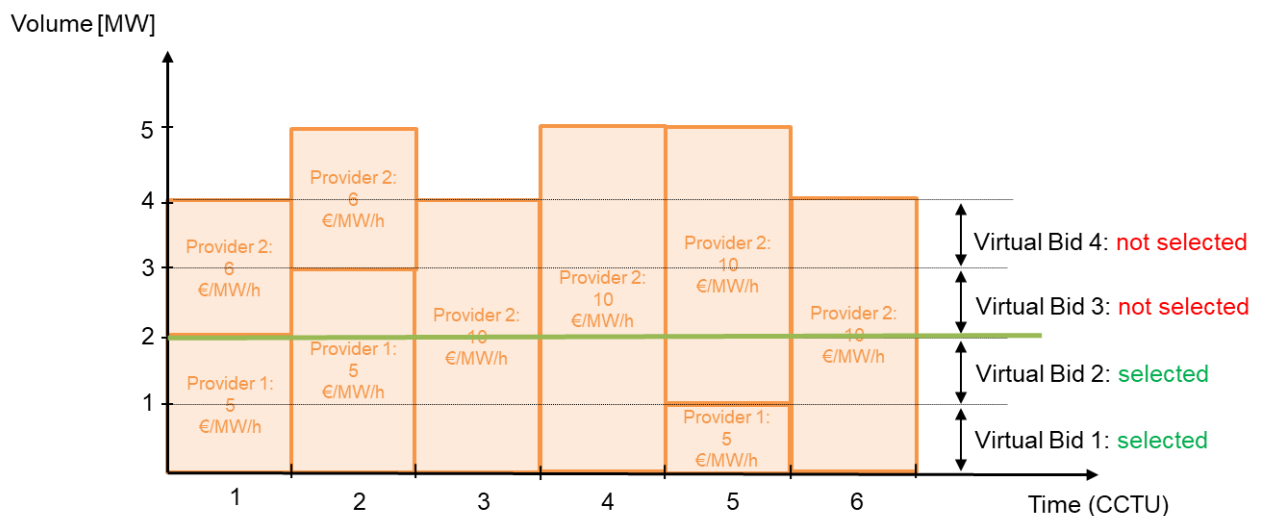 Volume [MW]
5
4
3
2
1
Provider 2:
6
€/MW/h
Provider 1:
5
€/MW/h
Provider 2:
6
€/MW/h
Provider 1:
5
€/MW/h
Provider 2:
10
€/MW/h
Provider 2:
10
€/MW/h
Provider 2:
10
€/MW/h
Provider 1:
5
€/MW/h
Provider 2:
10
€/MW/h
Virtual Bid 4: not selected
Virtual Bid 3: not selected
Virtual Bid 2: selected
Virtual Bid 1: selected
1
2
3
4
5
6
Time (CCTU)